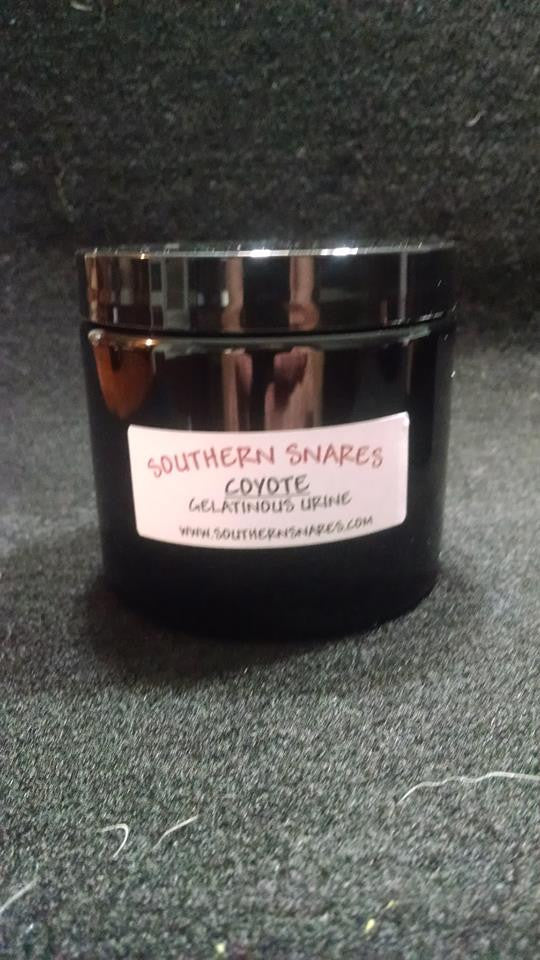 SOUTHERN SNARES
COYOTE
GELATINOUS URINE
WWW.SOUTHERNSNARES.COM